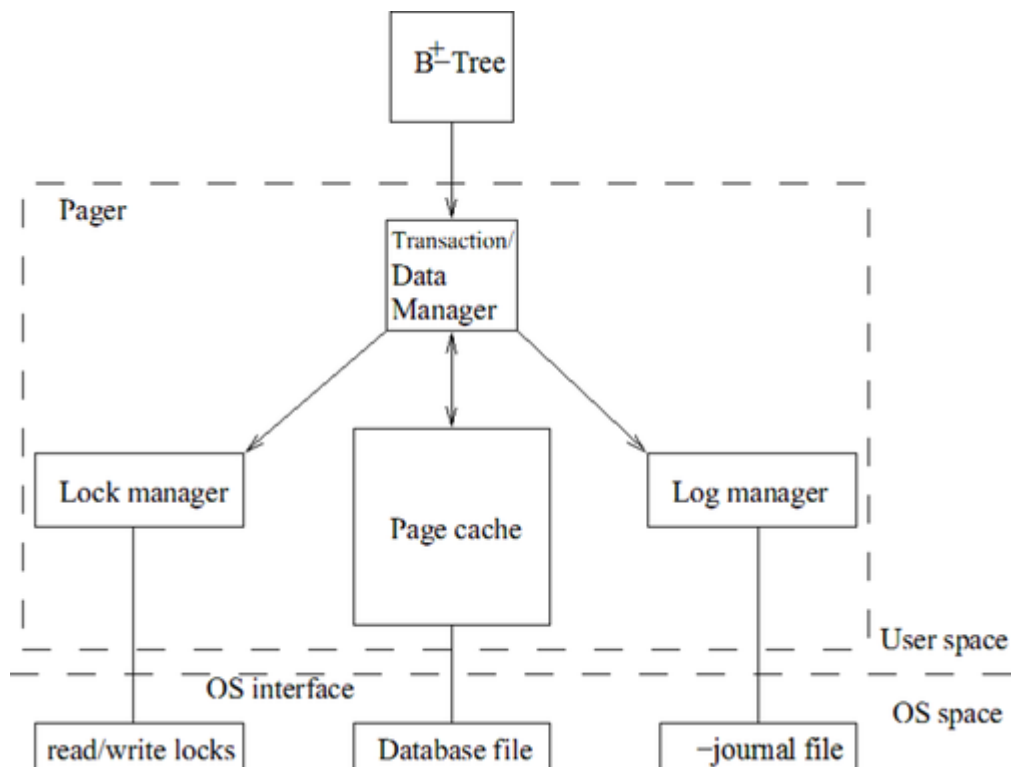 B+-Tree
Pager
Transaction/
Data
Manager
Lock manager
Page cache
Log manager
User space
OS interface
OS space
read/write locks
Database file
-journal file